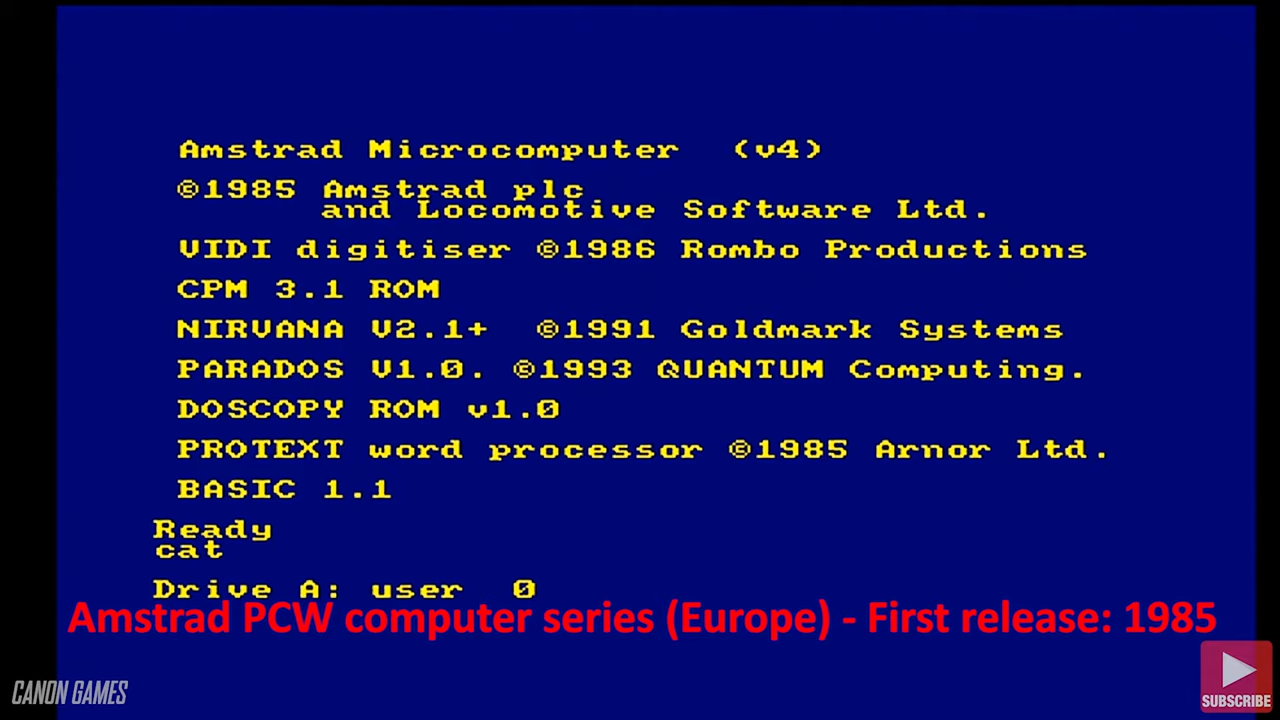 Amstrad Microcomputer (v4)
©1985 Amstrad plc
and Locomotive Software Ltd.
VIDI digitiser ©1986 Rombo Productions
CPM 3.1 ROM
NIRVANA V2.1+ ©1991 Goldmark Systems
PARADOS V1.0. ©1993 QUANTUM Computing.
DOSCOPY ROM v1.0
PROTEXT word processor ©1985 Arnor Ltd.
BASIC 1.1
Ready
cat
Drive A: user 0
Amstrad PCW computer series (Europe) - First release: 1985
CANON GAMES
SUBSCRIBE